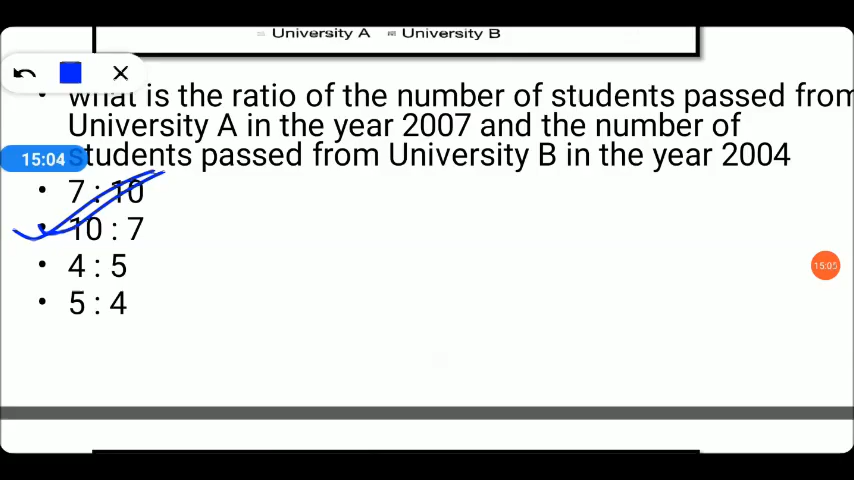 University A University B
what is the ratio of the number of students passed from
University A in the year 2007 and the number of
15:04 students passed from University B in the year 2004
• 7 : 10
• 10 : 7
15:05
• 4 : 5
• 5 : 4